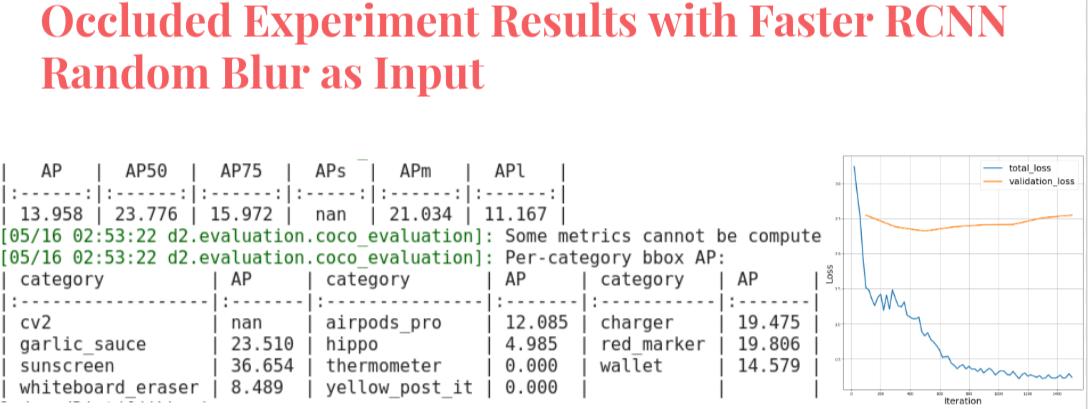 Occluded Experiment Results with Faster RCNN
Random Blur as Input
| AP | AP50 | AP75 | APs | APm | APl |
|:------:|:------:|:------:|:-----:|:------:|:------:|
| 13.958 | 23.776 | 15.972 | nan | 21.034 | 11.167 |
[05/16 02:53:22 d2.evaluation.coco_evaluation]: Some metrics cannot be compute
[05/16 02:53:22 d2.evaluation.coco_evaluation]: Per-category bbox AP:
| category | AP | category | AP | category | AP |
|:-------------------|:-------|:----------------|:-------|:-----------|:-------|
| cv2 | nan | airpods_pro | 12.085 | charger | 19.475 |
| garlic_sauce | 23.510 | hippo | 4.985 | red_marker | 19.806 |
| sunscreen | 36.654 | thermometer | 0.000 | wallet | 14.579 |
| whiteboard_eraser | 8.489 | yellow_post_it | 0.000 | | |
total_loss
validation_loss
Loss
Iteration